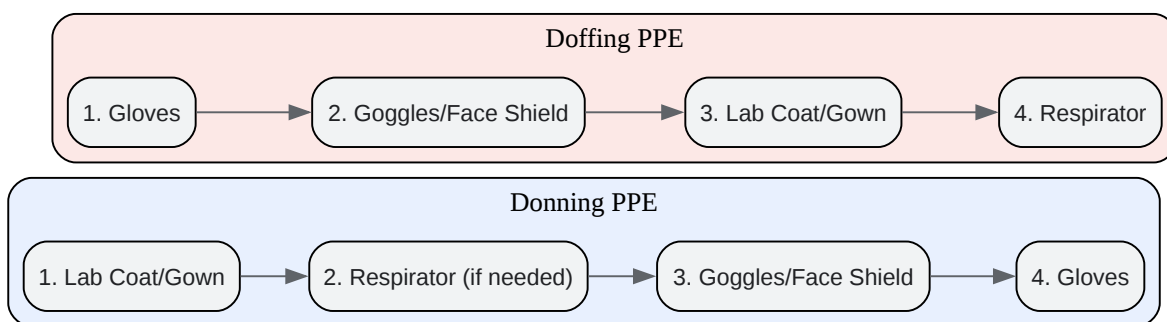 Doffing PPE
1. Gloves
2. Goggles/Face Shield
3. Lab Coat/Gown
4. Respirator
Donning PPE
1. Lab Coat/Gown
2. Respirator (if needed)
3. Goggles/Face Shield
4. Gloves